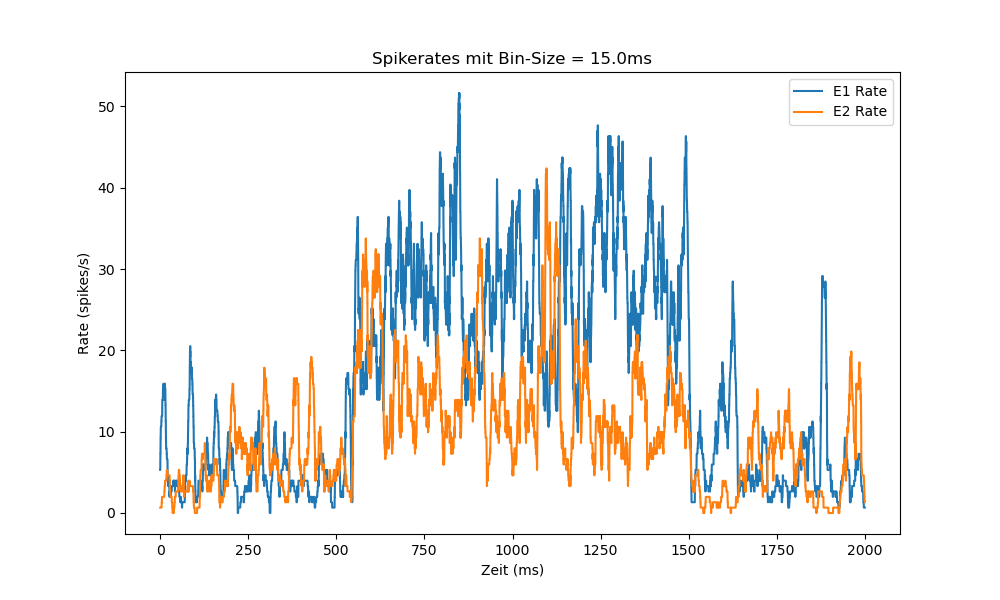 Spikerates mit Bin-Size = 15.0ms
E1 Rate
E2 Rate
50
40
30
20
10
0
Rate (spikes/s)
0 250 500 750 1000 1250 1500 1750 2000
Zeit (ms)